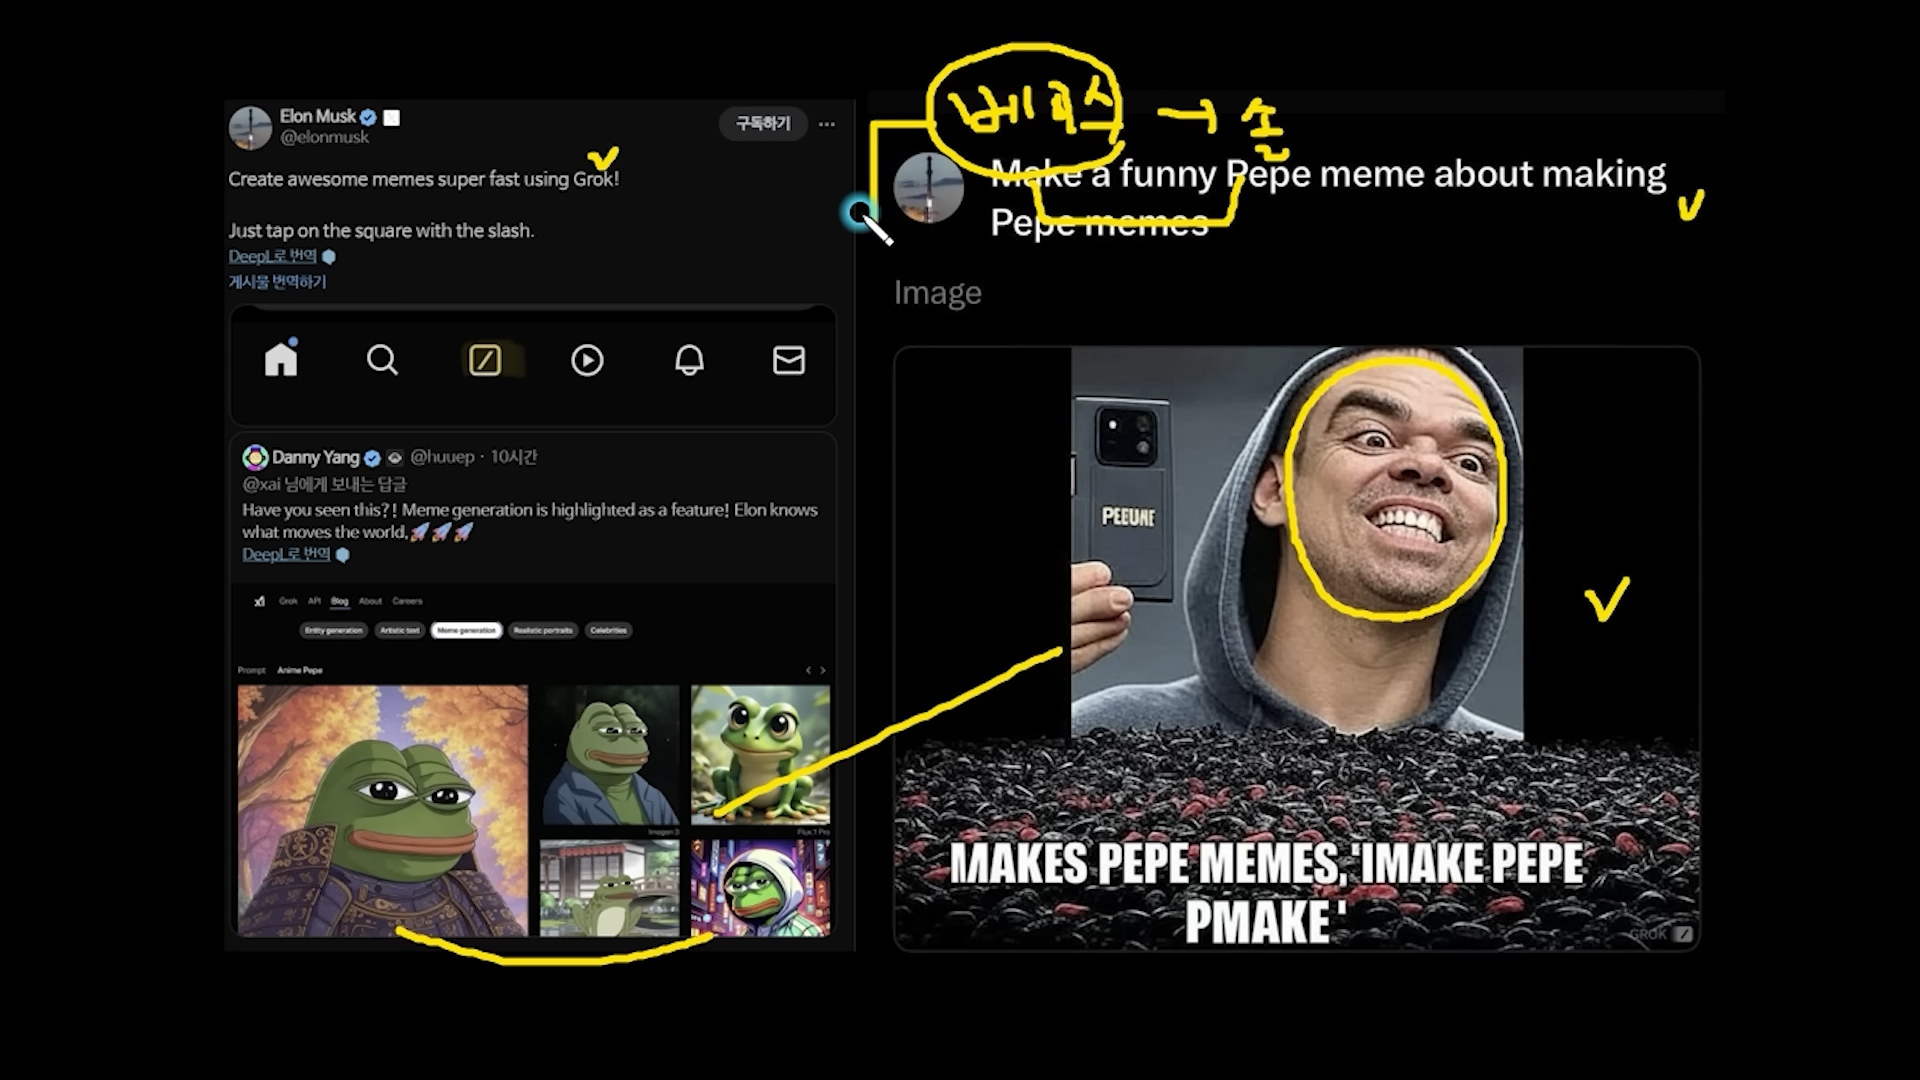 Elon Musk
@elonmusk
구독하기
Create awesome memes super fast using Grok!
Just tap on the square with the slash.
DeepL로 번역
게시물 번역하기
Danny Yang @huuep · 10시간
@xai 님에게 보내는 답글
Have you seen this?! Meme generation is highlighted as a feature! Elon knows
what moves the world,🚀🚀🚀
DeepL로 번역
xI Grok API Blog About Careers
Entity generation Artistic text Meme generation Realistic portraits Celebrities
Prompt Anime Pepe
Imagen 3
Flux.1 Pro
베피스 → 솔
Make a funny Pepe meme about making
Pepe memes
Image
PEEUNE
MAKES PEPE MEMES, 'IMAKE PEPE
PMAKE'
GROK